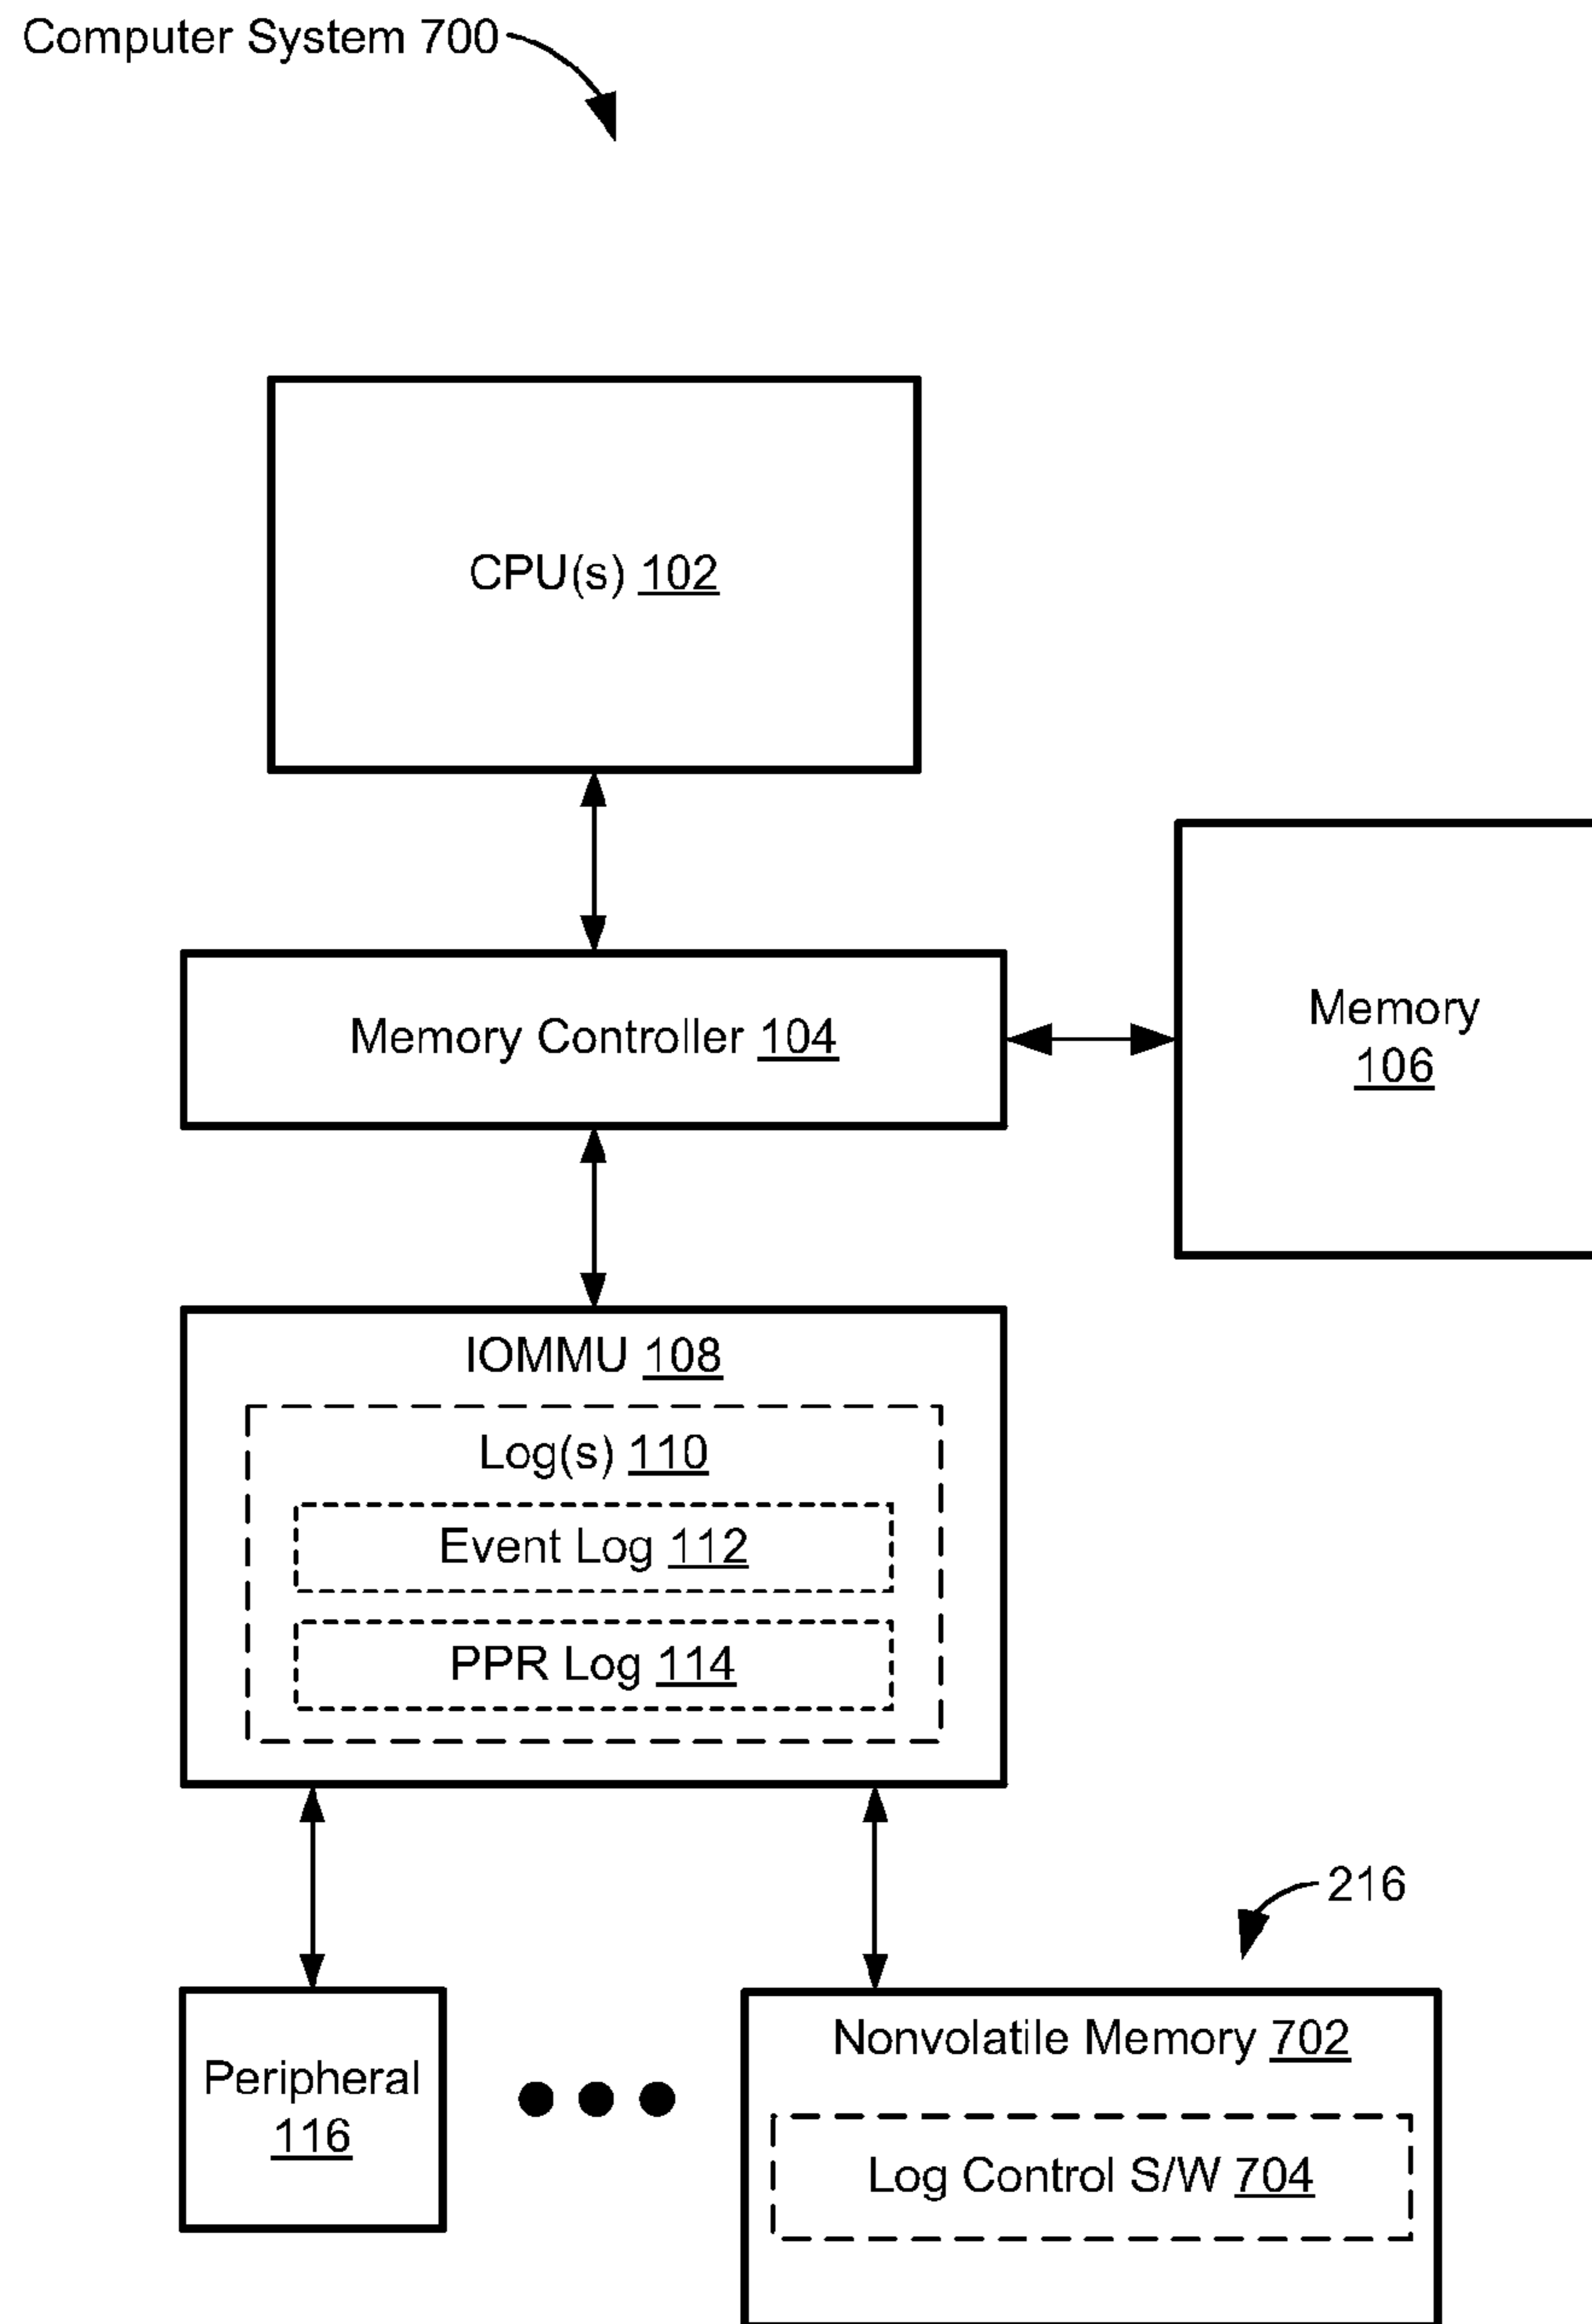 Computer System 700
CPU(s) 102
Memory Controller 104
Memory
106
IOMMU 108
Log(s) 110
Event Log 112
PPR Log 114
216
Peripheral
116
Nonvolatile Memory 702
Log Control S/W 704